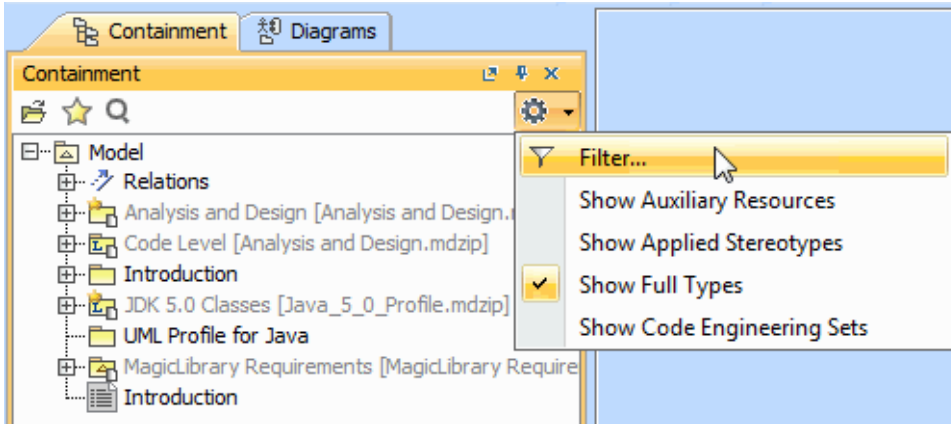 Containment
Diagrams
Containment
Model
Relations
Analysis and Design [Analysis and Design.
Code Level [Analysis and Design.mdzip]
Introduction
JDK 5.0 Classes [Java_5_0_Profile.mdzip]
UML Profile for Java
MagicLibrary Requirements [MagicLibrary Require
Introduction
Filter...
Show Auxiliary Resources
Show Applied Stereotypes
Show Full Types
Show Code Engineering Sets